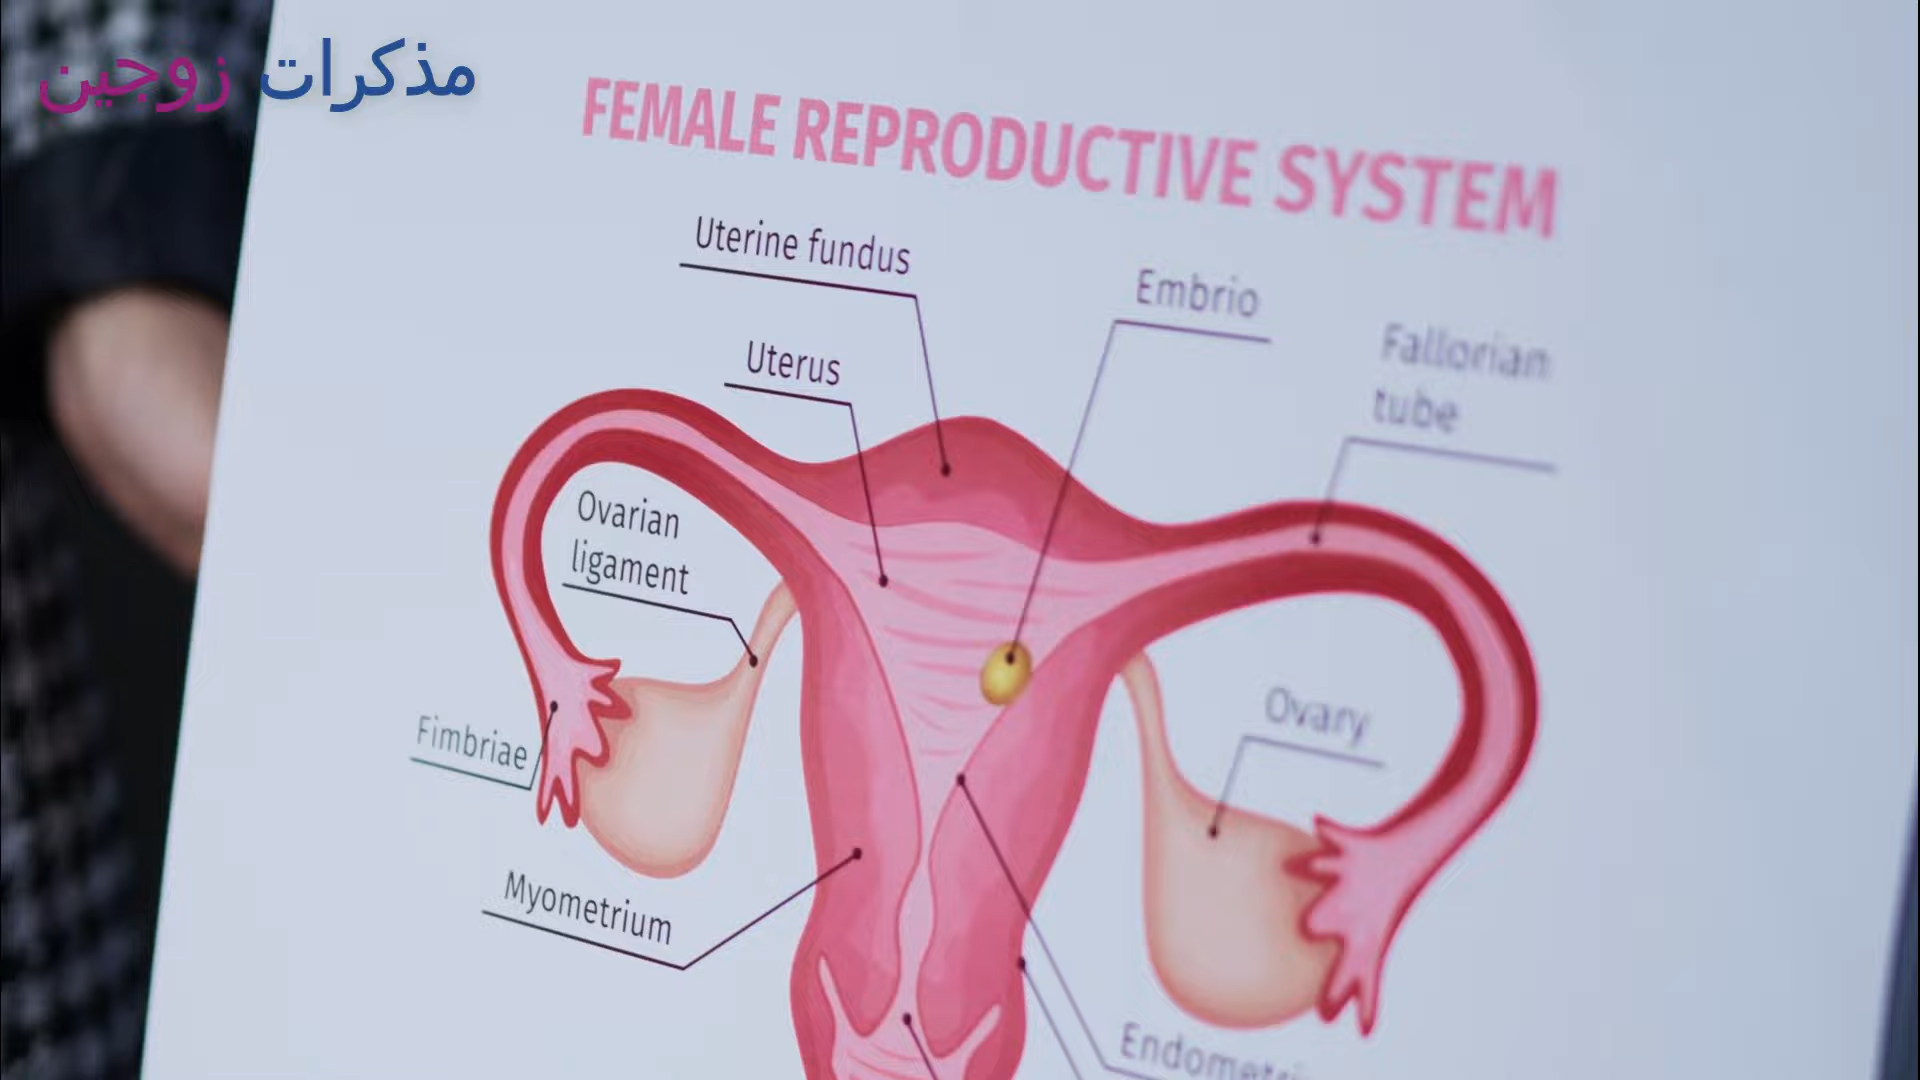 مذكرات زوجين
FEMALE REPRODUCTIVE SYSTEM
Uterine fundus
Embrio
Fallorian
tube
Uterus
Ovarian
ligament
Ovary
Fimbriae
Myometrium